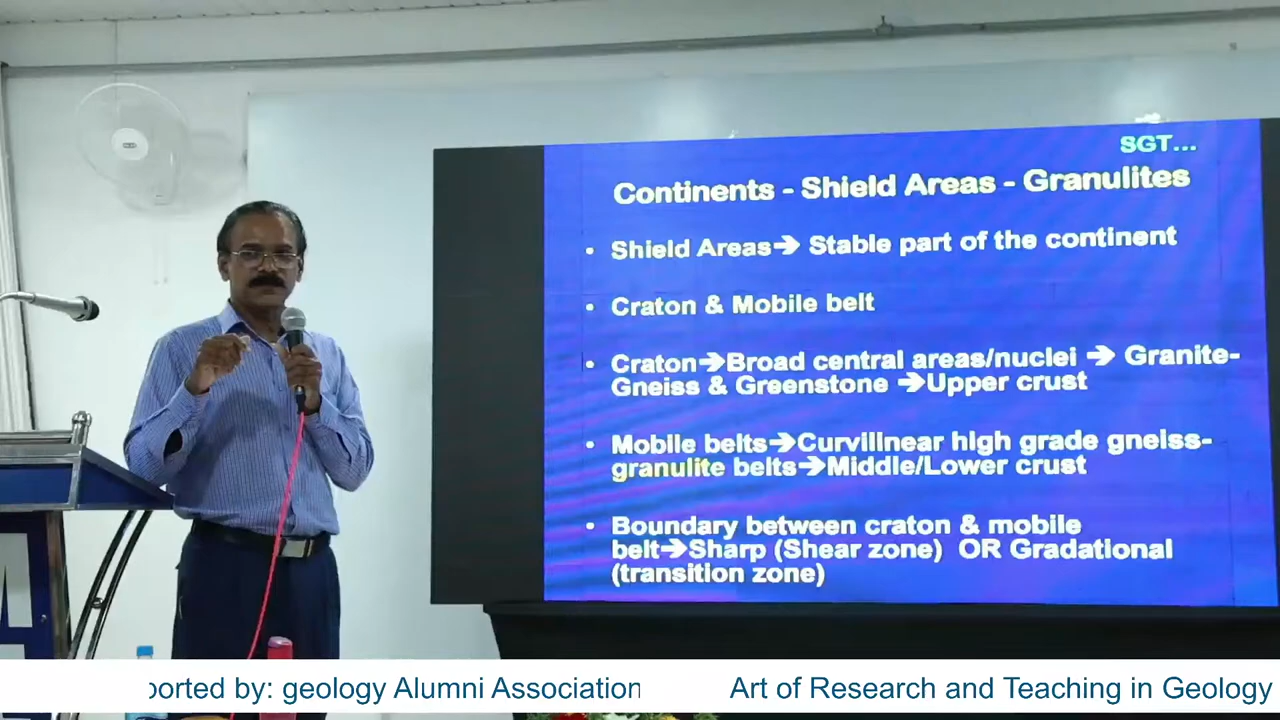 SGT...
Continents - Shield Areas - Granulites
• Shield Areas➔ Stable part of the continent
• Craton & Mobile belt
• Craton➔Broad central areas/nuclei ➔ Granite-
Gneiss & Greenstone ➔Upper crust
• Mobile belts➔Curvilinear high grade gneiss-
granulite belts➔Middle/Lower crust
• Boundary between craton & mobile
belt➔Sharp (Shear zone) OR Gradational
(transition zone)
ported by: geology Alumni Association Art of Research and Teaching in Geology